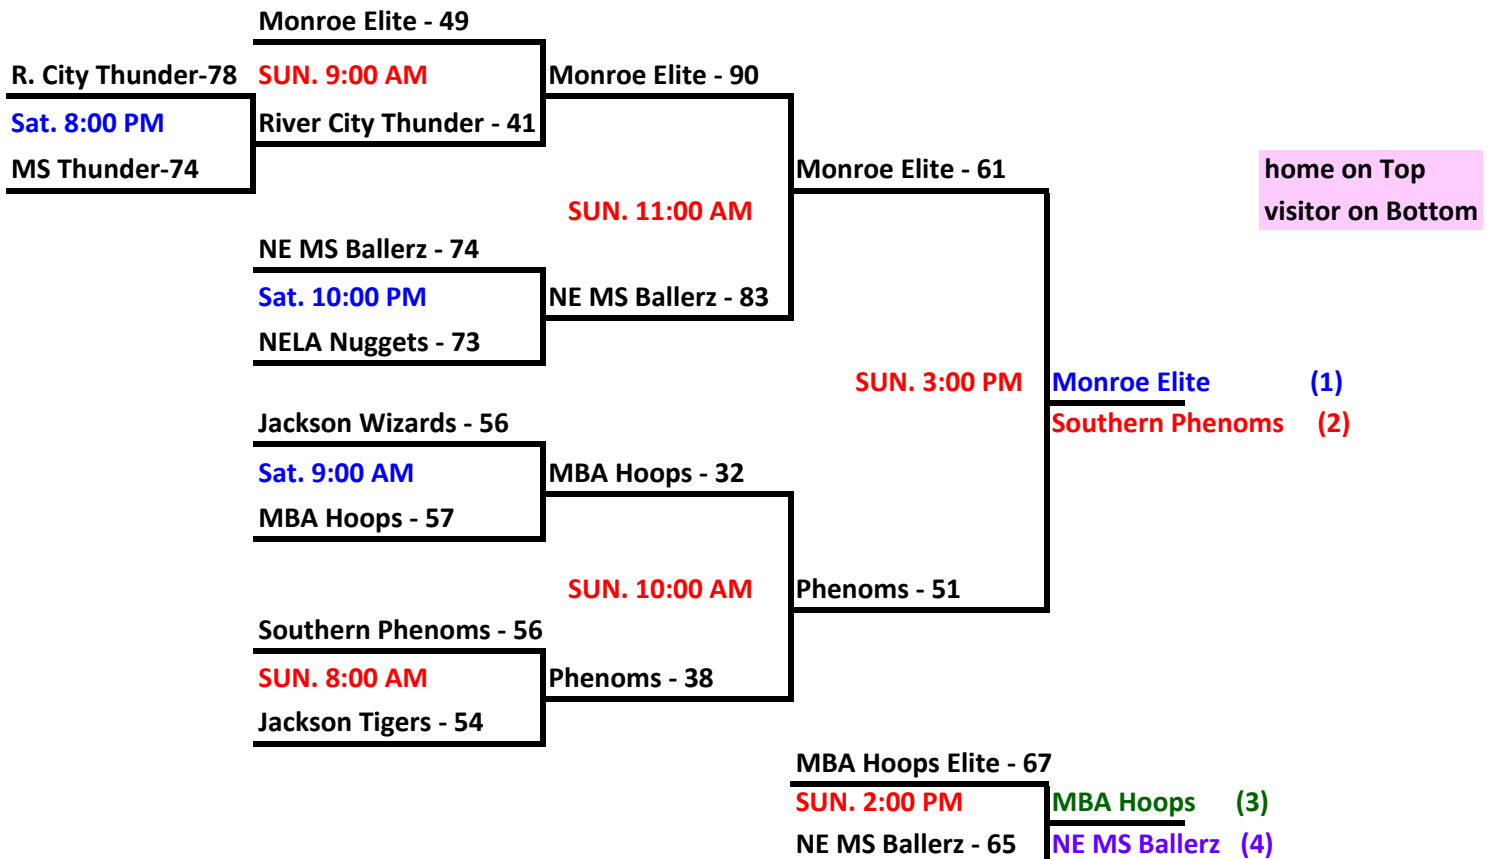 Monroe Elite - 49
R. City Thunder-78
SUN. 9:00 AM
Monroe Elite - 90
Sat. 8:00 PM
River City Thunder - 41
MS Thunder-74
Monroe Elite - 61
home on Top
SUN. 11:00 AM
visitor on Bottom
NE MS Ballerz - 74
Sat. 10:00 PM
NE MS Ballerz - 83
NELA Nuggets - 73
SUN. 3:00 PM
Monroe Elite (1)
Jackson Wizards - 56
Southern Phenoms (2)
Sat. 9:00 AM
MBA Hoops - 32
MBA Hoops - 57
SUN. 10:00 AM
Phenoms - 51
Southern Phenoms - 56
SUN. 8:00 AM
Phenoms - 38
Jackson Tigers - 54
MBA Hoops Elite - 67
SUN. 2:00 PM
MBA Hoops (3)
NE MS Ballerz - 65
NE MS Ballerz (4)